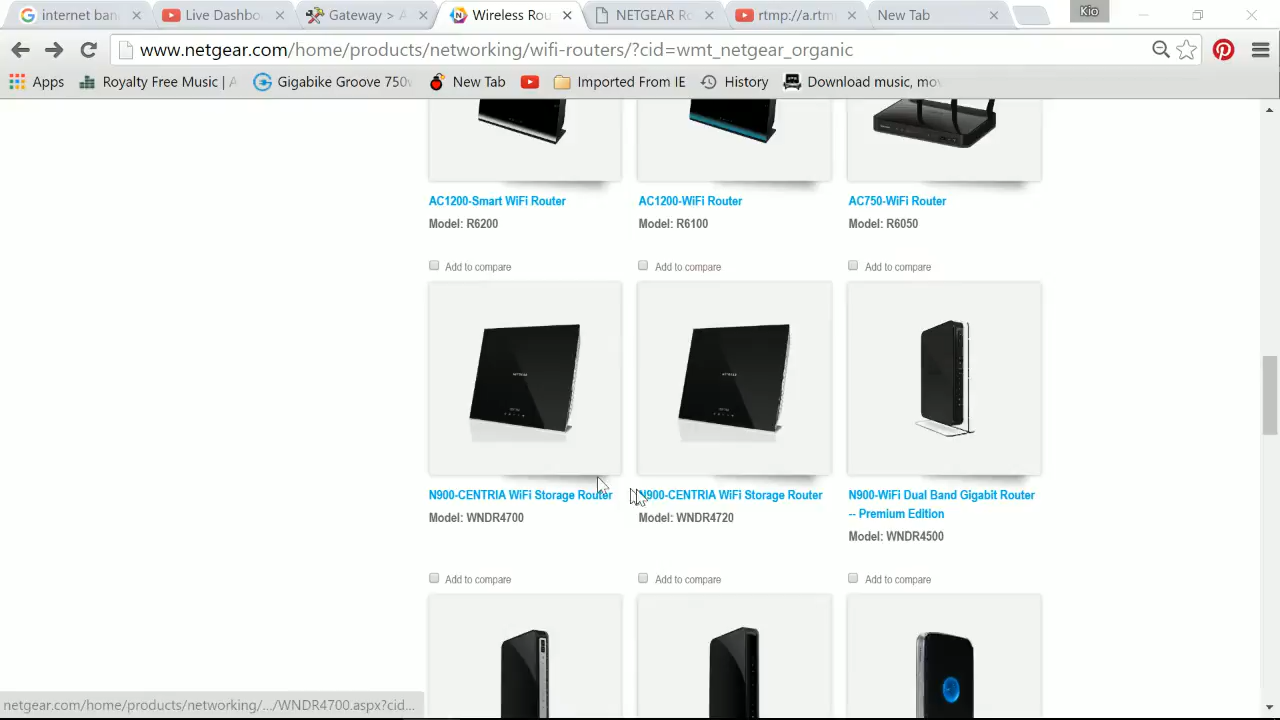 internet ban
Live Dashbo
Gateway > A
Wireless Rou
NETGEAR Ro
rtmp://a.rtm
New Tab
Kio
www.netgear.com/home/products/networking/wifi-routers/?cid=wmt_netgear_organic
Apps
Royalty Free Music | A
Gigabike Groove 750v
New Tab
Imported From IE
History
Download music, mov
AC1200-Smart WiFi Router
AC1200-WiFi Router
AC750-WiFi Router
Model: R6200
Model: R6100
Model: R6050
Add to compare
Add to compare
Add to compare
NETGEAR
NETGEAR
N900-CENTRIA WiFi Storage Router
N900-CENTRIA WiFi Storage Router
N900-WiFi Dual Band Gigabit Router
-- Premium Edition
Model: WNDR4700
Model: WNDR4720
Model: WNDR4500
Add to compare
Add to compare
Add to compare
netgear.com/home/products/networking/.../WNDR4700.aspx?cid...